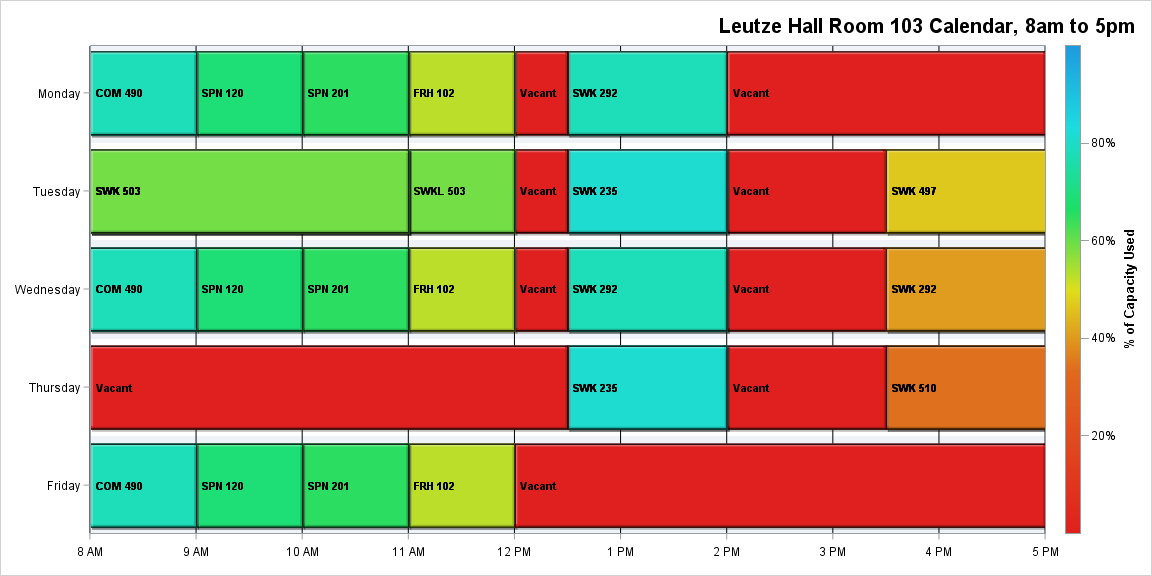 Leutze Hall Room 103 Calendar, 8am to 5pm
Monday
COM 490
SPN 120
SPN 201
FRH 102
Vacant
SWK 292
Vacant
Tuesday
SWK 503
SWKL 503
Vacant
SWK 235
Vacant
SWK 497
Wednesday
COM 490
SPN 120
SPN 201
FRH 102
Vacant
SWK 292
Vacant
SWK 292
Thursday
Vacant
SWK 235
Vacant
SWK 510
Friday
COM 490
SPN 120
SPN 201
FRH 102
Vacant
8 AM
9 AM
10 AM
11 AM
12 PM
1 PM
2 PM
3 PM
4 PM
5 PM
80%
60%
40%
20%
% of Capacity Used